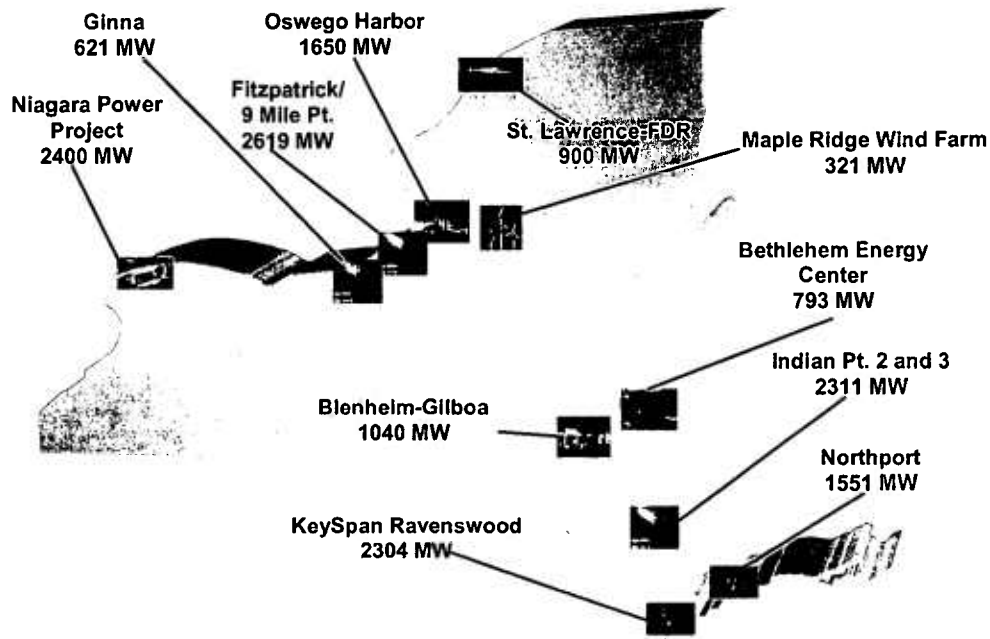 Ginna
621 MW
Oswego Harbor
1650 MW
Fitzpatrick/
9 Mile Pt.
2619 MW
Niagara Power
Project
2400 MW
St. Lawrence-FDR
900 MW
Maple Ridge Wind Farm
321 MW
Bethlehem Energy
Center
793 MW
Indian Pt. 2 and 3
2311 MW
Blenheim-Gilboa
1040 MW
Northport
1551 MW
KeySpan Ravenswood
2304 MW